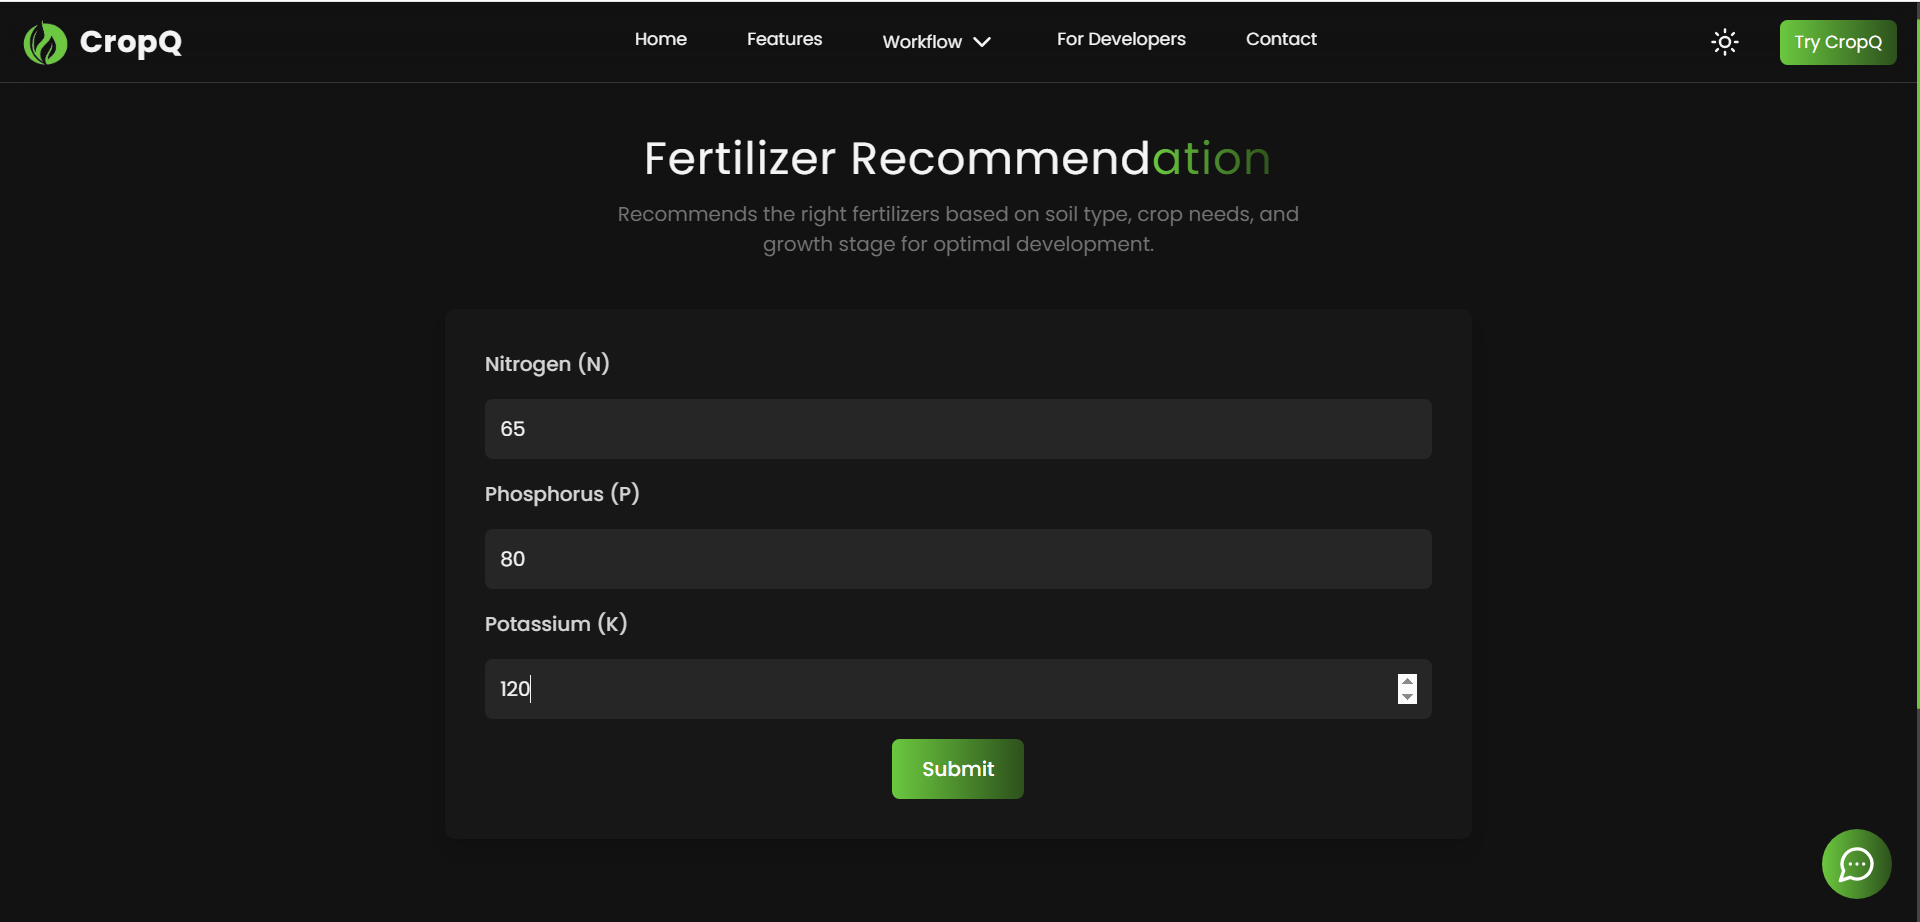 CropQ
Home
Features
Workflow
For Developers
Contact
Try CropQ
Fertilizer Recommendation
Recommends the right fertilizers based on soil type, crop needs, and
growth stage for optimal development.
Nitrogen (N)
65
Phosphorus (P)
80
Potassium (K)
120
Submit